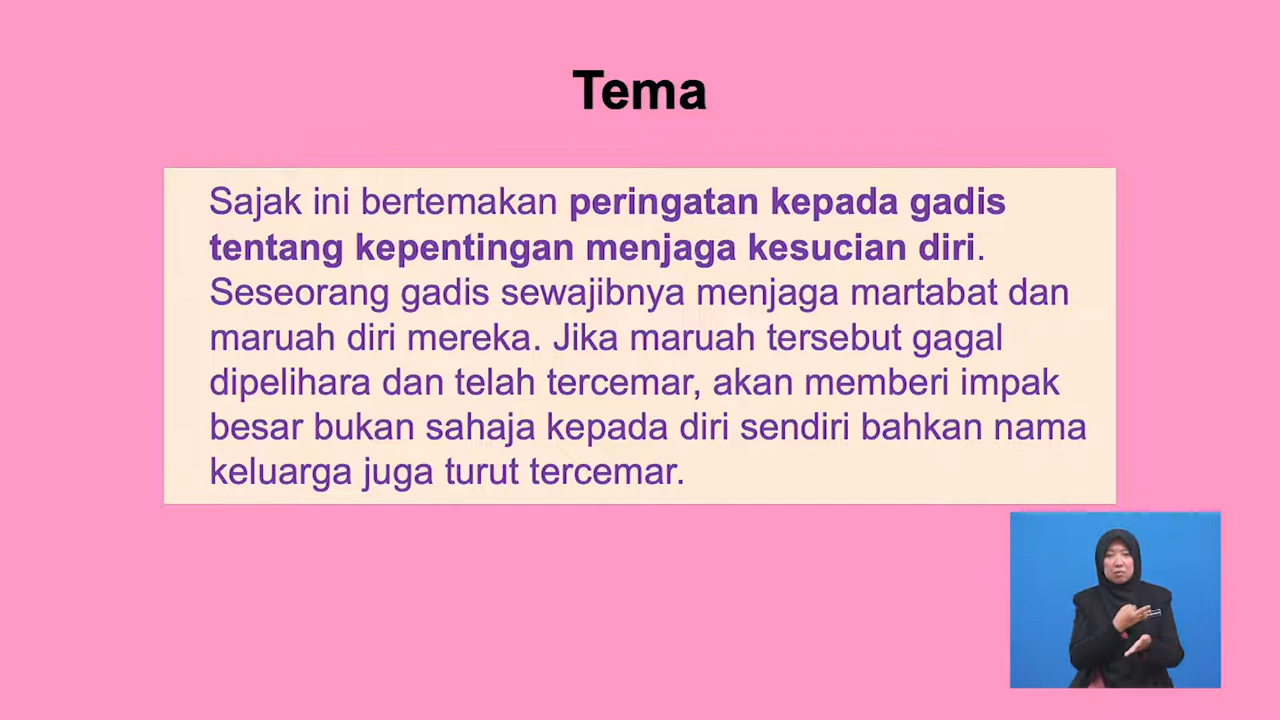 Tema
Sajak ini bertemakan peringatan kepada gadis
tentang kepentingan menjaga kesucian diri.
Seseorang gadis sewajibnya menjaga martabat dan
maruah diri mereka. Jika maruah tersebut gagal
dipelihara dan telah tercemar, akan memberi impak
besar bukan sahaja kepada diri sendiri bahkan nama
keluarga juga turut tercemar.